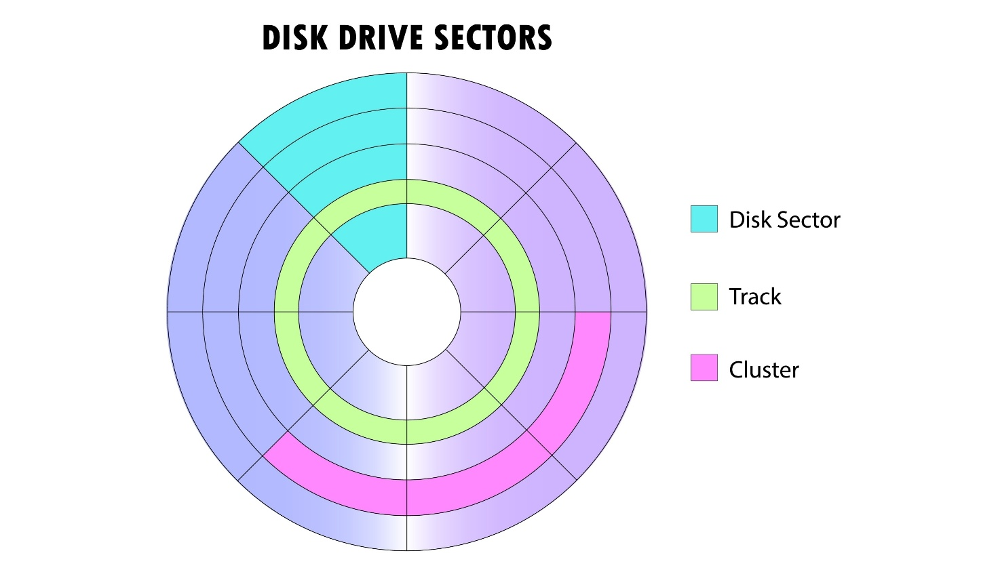 DISK DRIVE SECTORS
Disk Sector
Track
Cluster